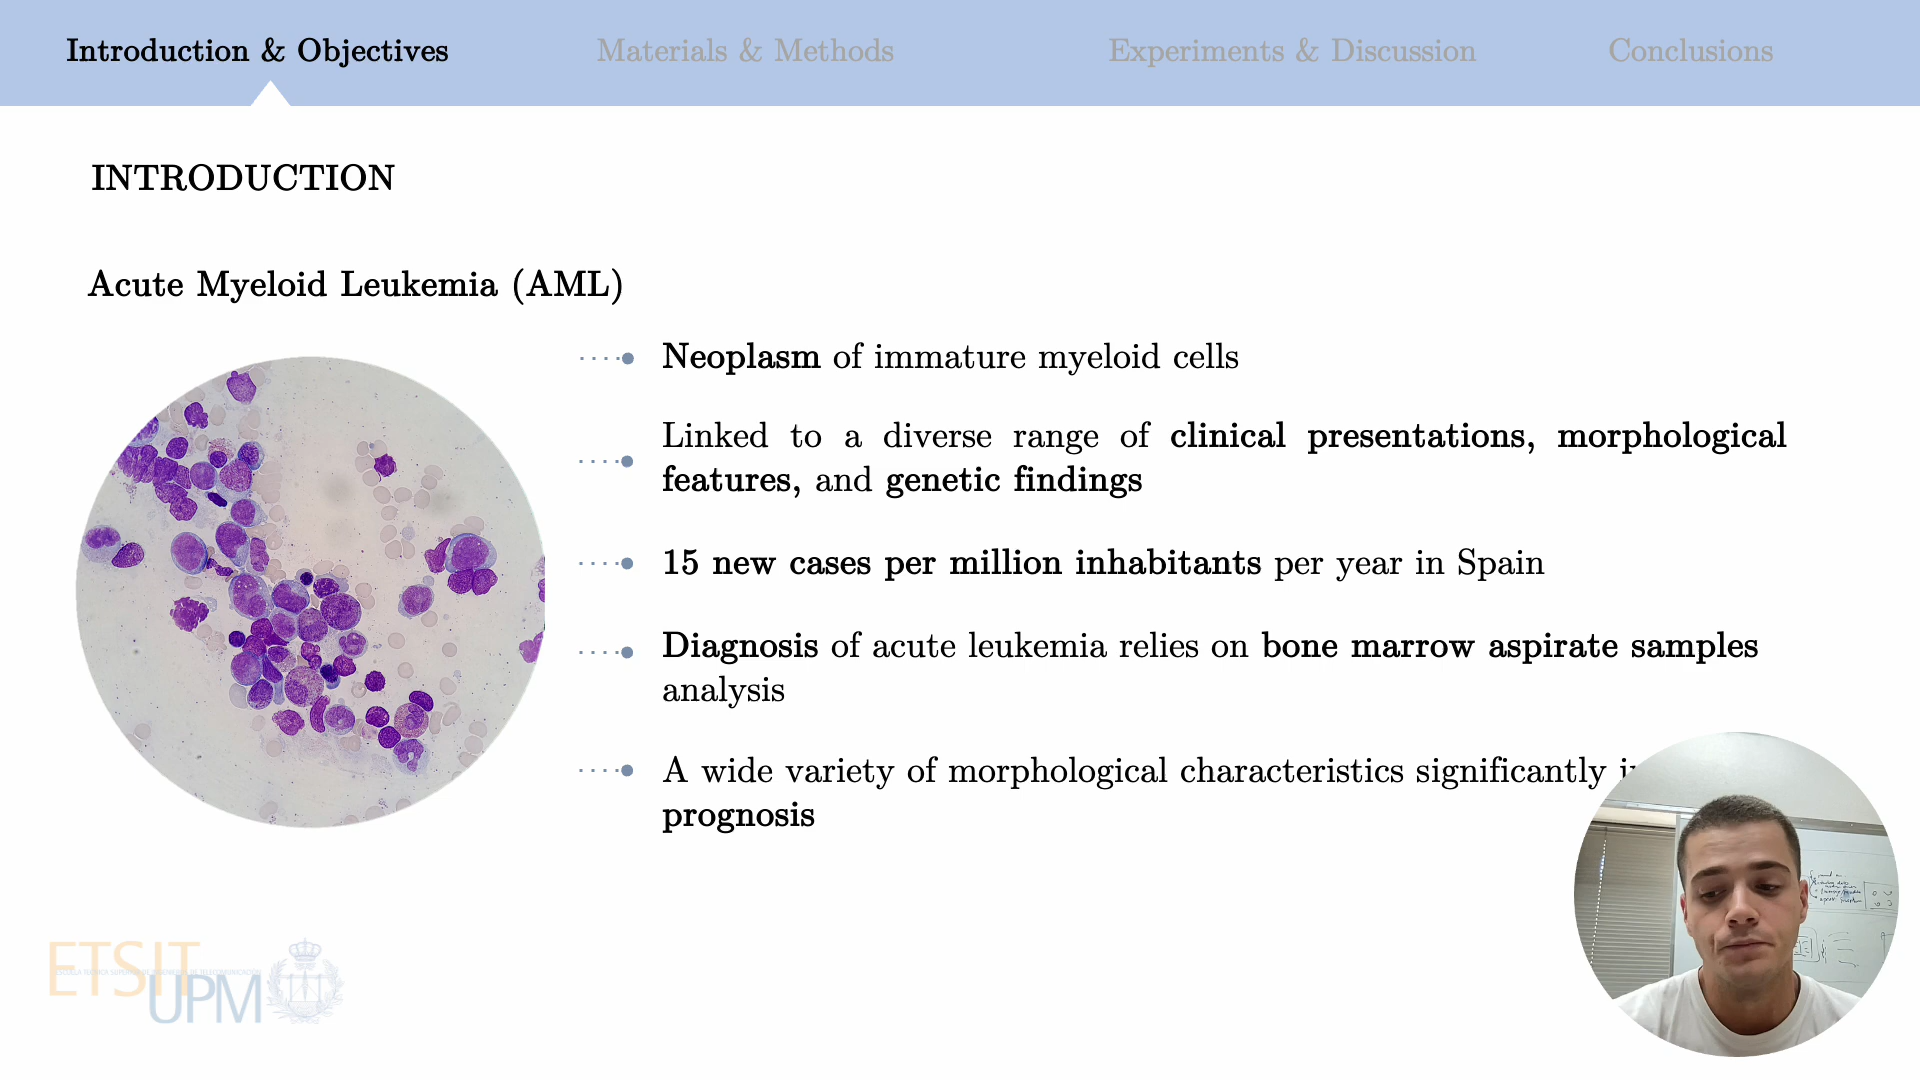 Introduction & Objectives
Materials & Methods
Experiments & Discussion
Conclusions
INTRODUCTION
Acute Myeloid Leukemia (AML)
Neoplasm of immature myeloid cells
Linked to a diverse range of clinical presentations, morphological
features, and genetic findings
15 new cases per million inhabitants per year in Spain
Diagnosis of acute leukemia relies on bone marrow aspirate samples
analysis
A wide variety of morphological characteristics significantly
prognosis
ETSIT
UPM